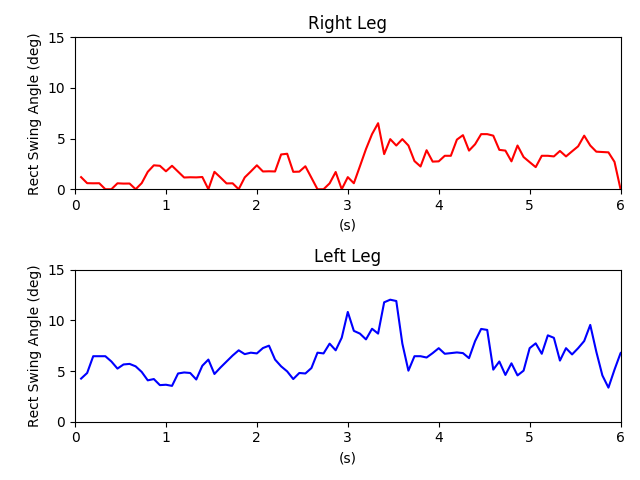 Right Leg
Rect Swing Angle (deg)
15
10
5
0
0 1 2 3 4 5 6
(s)
Left Leg
Rect Swing Angle (deg)
15
10
5
0
0 1 2 3 4 5 6
(s)